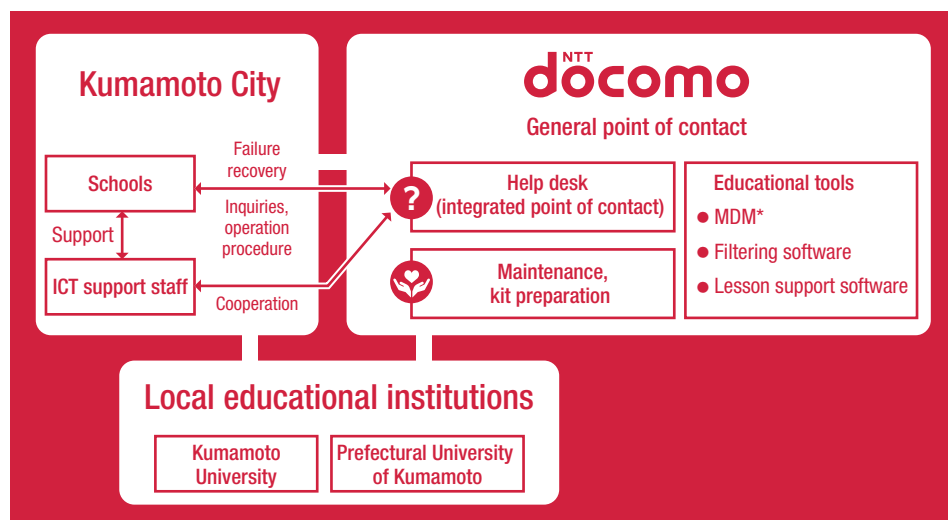 Kumamoto City
Schools
Support
ICT support staff
Failure
recovery
Inquiries,
operation
procedure
Cooperation
NTT
döcomo
General point of contact
?
Help desk
(integrated point of contact)
Maintenance,
kit preparation
Educational tools
● MDM*
● Filtering software
● Lesson support software
Local educational institutions
Kumamoto
University
Prefectural University
of Kumamoto